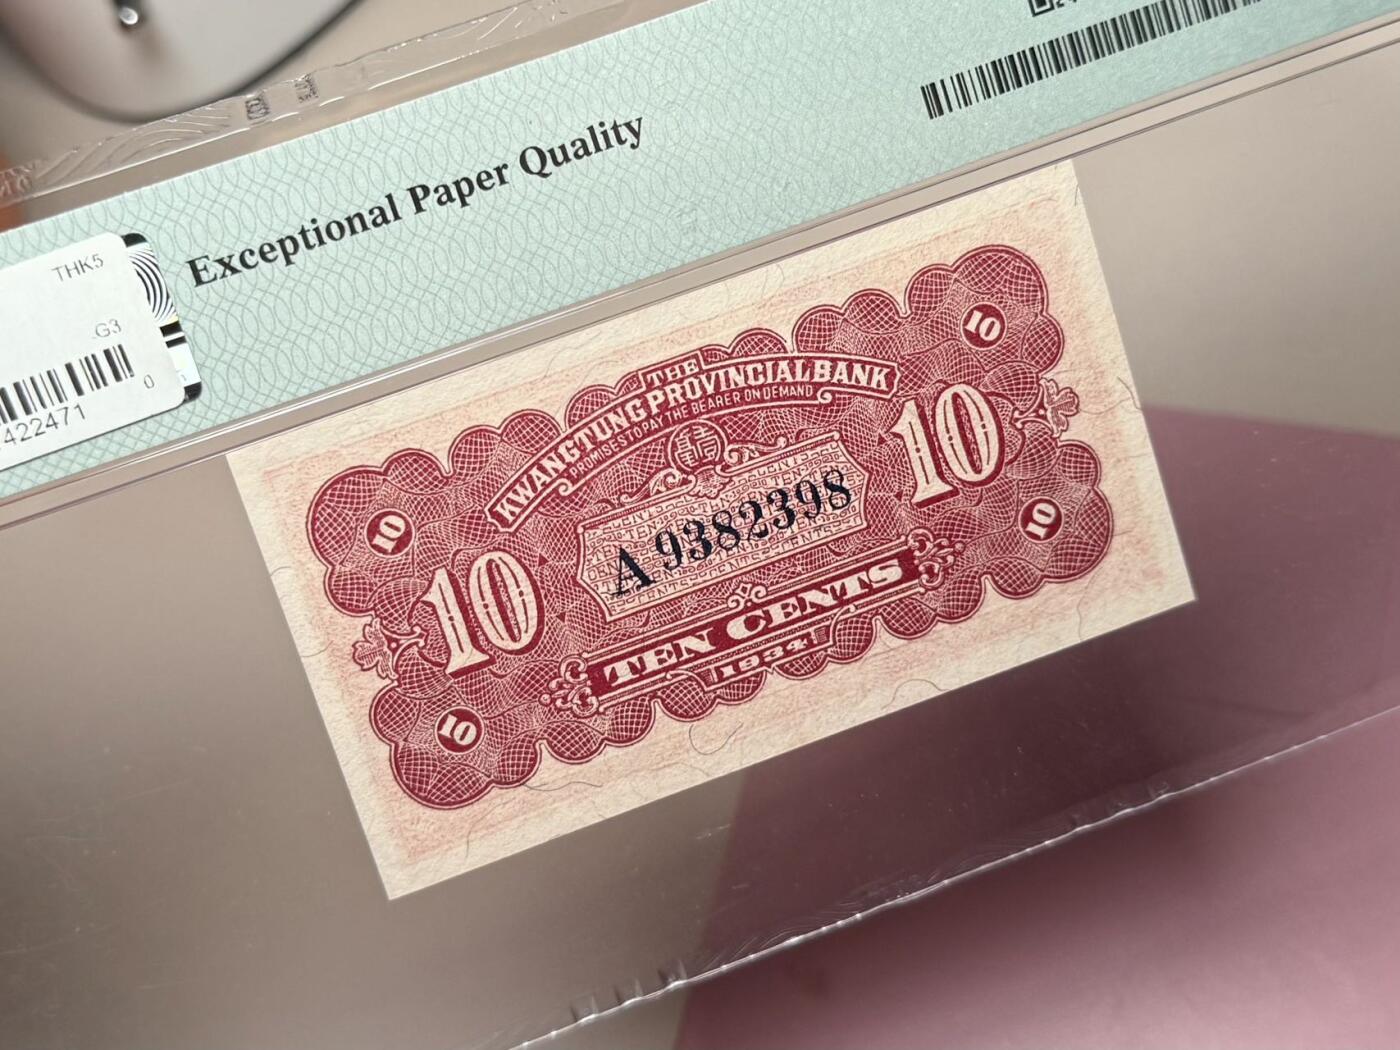 Exceptional Paper Quality
THK5
G3
0
42471
THE
KWANGTUNG PROVINCIAL BANK
PROMISES TO PAY THE BEARER ON DEMAND
10
10
10
10
A 9382398
10
10
TEN CENTS
1934